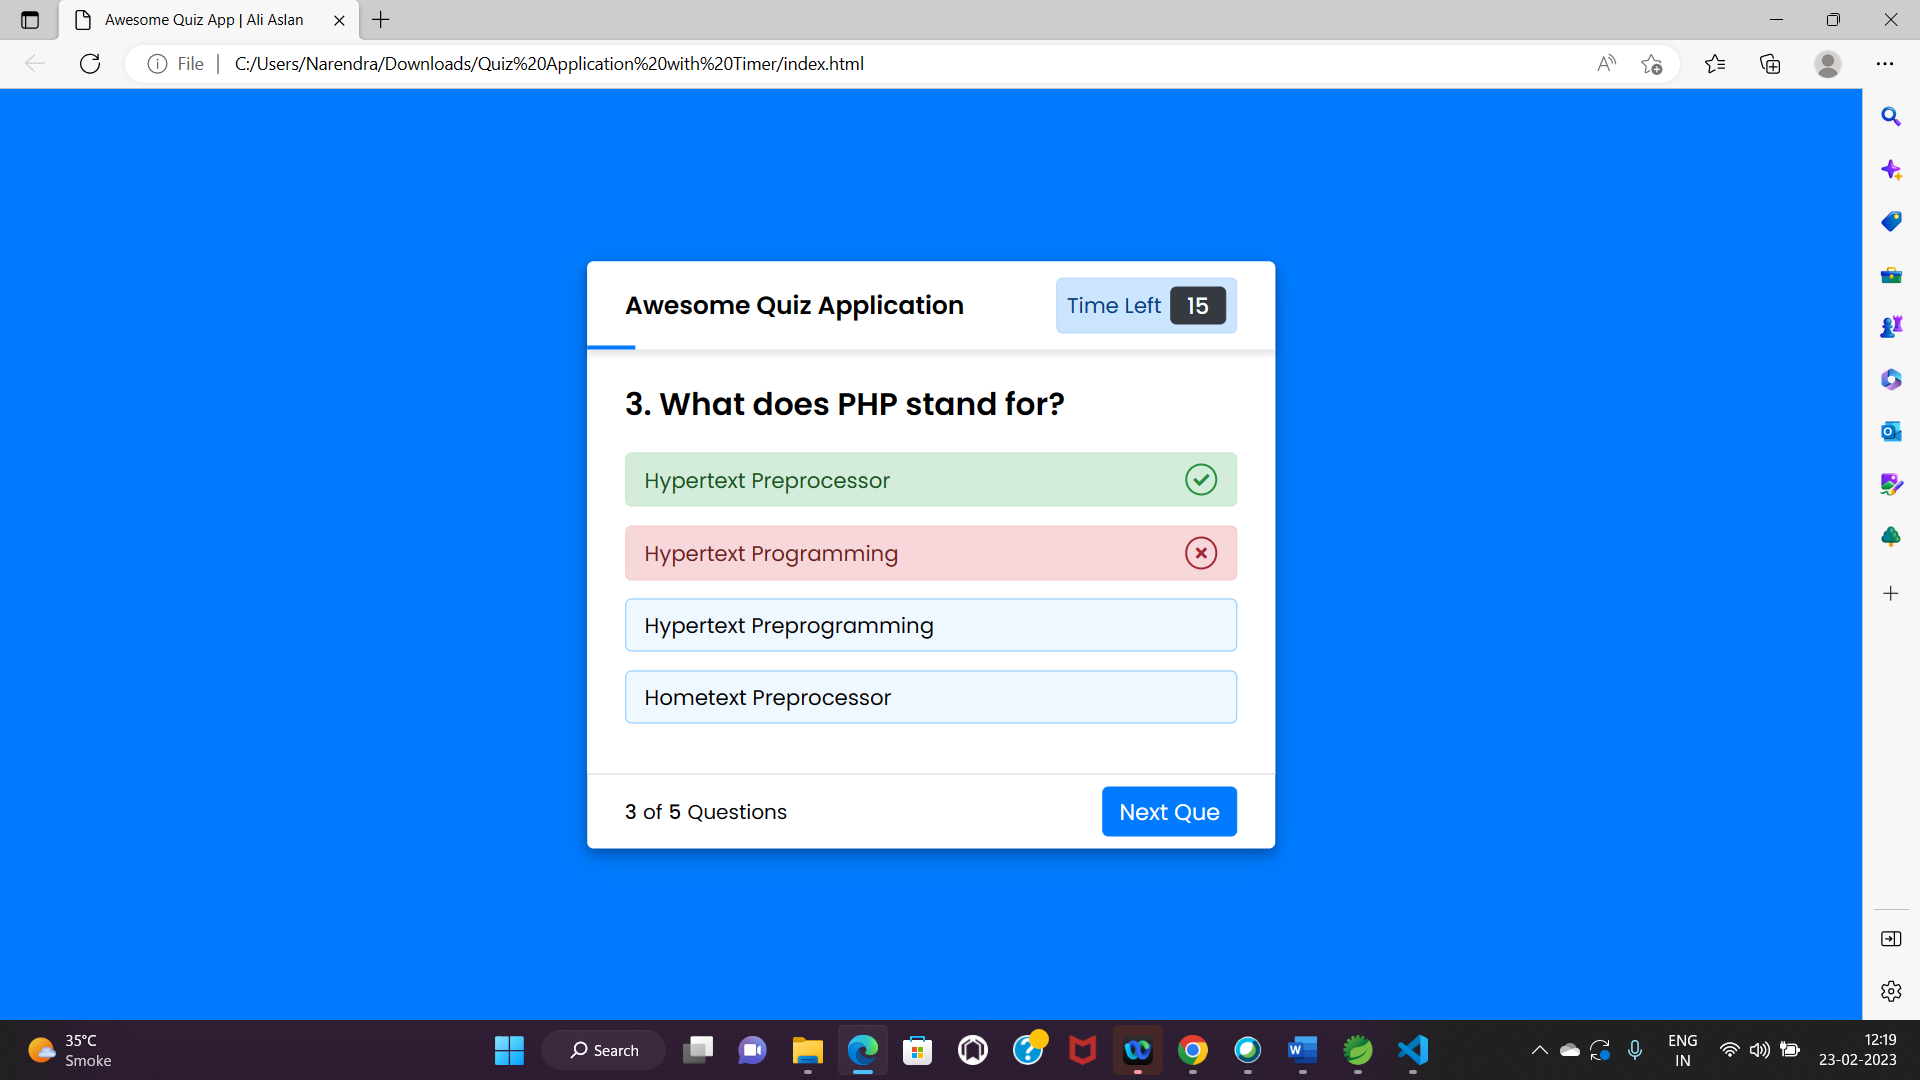 Awesome Quiz App | Ali Aslan
File | C:/Users/Narendra/Downloads/Quiz%20Application%20with%20Timer/index.html
Awesome Quiz Application
Time Left 15
3. What does PHP stand for?
Hypertext Preprocessor
Hypertext Programming
Hypertext Preprogramming
Hometext Preprocessor
3 of 5 Questions
Next Que
35°C
Smoke
Search
ENG
IN
12:19
23-02-2023